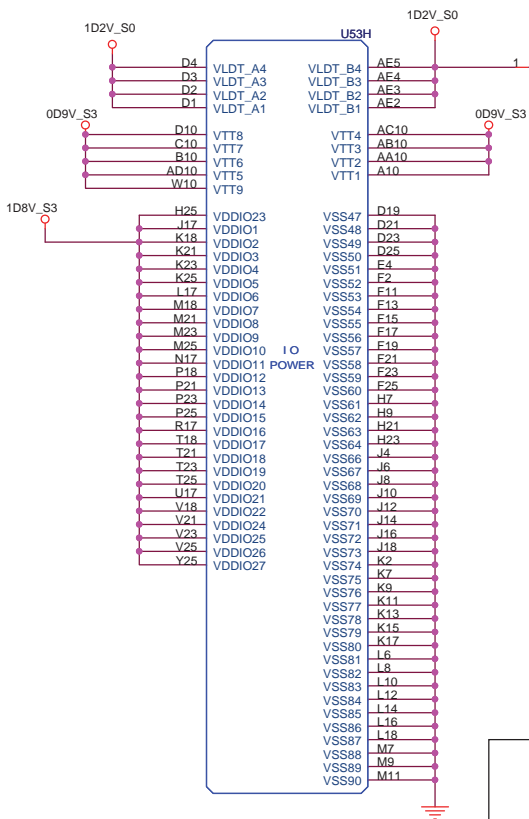 1D2V_S0
U53H
1D2V_S0
D4 VLDT_A4 VLDT_B4 AE5 1
D3 VLDT_A3 VLDT_B3 AE4
D2 VLDT_A2 VLDT_B2 AE3
D1 VLDT_A1 VLDT_B1 AE2
0D9V_S3
0D9V_S3
D10 VTT8 VTT4 AC10
C10 VTT7 VTT3 AB10
B10 VTT6 VTT2 AA10
AD10 VTT5 VTT1 A10
W10 VTT9
1D8V_S3
H25 VDDIO23 VSS47 D19
J17 VDDIO1 VSS48 D21
K18 VDDIO2 VSS49 D23
K21 VDDIO3 VSS50 D25
K23 VDDIO4 VSS51 E4
K25 VDDIO5 VSS52 F2
L17 VDDIO6 VSS53 F11
M18 VDDIO7 VSS54 F13
M21 VDDIO8 VSS55 F15
M23 VDDIO9 VSS56 F17
M25 VDDIO10 I O VSS57 F19
N17 VDDIO11 POWER VSS58 F21
P18 VDDIO12 VSS59 F23
P21 VDDIO13 VSS60 F25
P23 VDDIO14 VSS61 H7
P25 VDDIO15 VSS62 H9
R17 VDDIO16 VSS63 H21
T18 VDDIO17 VSS64 H23
T21 VDDIO18 VSS66 J4
T23 VDDIO19 VSS67 J6
T25 VDDIO20 VSS68 J8
U17 VDDIO21 VSS69 J10
V18 VDDIO22 VSS70 J12
V21 VDDIO24 VSS71 J14
V23 VDDIO25 VSS72 J16
V25 VDDIO26 VSS73 J18
Y25 VDDIO27 VSS74 K2
VSS75 K7
VSS76 K9
VSS77 K11
VSS78 K13
VSS79 K15
VSS80 K17
VSS81 L6
VSS82 L8
VSS83 L10
VSS84 L12
VSS85 L14
VSS86 L16
VSS87 L18
VSS88 M7
VSS89 M9
VSS90 M11